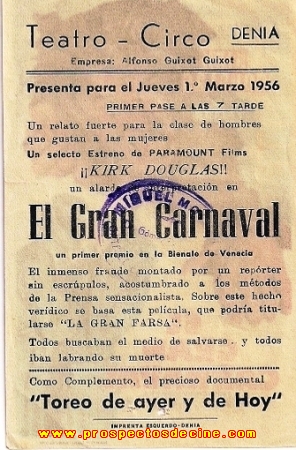 Teatro - Circo DENIA
Empresa: Alfonso Guixot Guixot
Presenta para el Jueves 1.º Marzo 1956
PRIMER PASE A LAS 7 TARDE
Un relato fuerte para la clase de hombres
que gustan a las mujeres
Un selecto Estreno de PARAMOUNT Films
¡¡KIRK DOUGLAS!!
un alarde interpretación en
MIGUEL M
El Gran Carnaval
un primer premio en la Bienale de Venecia
El inmenso fraude montado por un repórter
sin escrúpulos, acostumbrado a los métodos
de la Prensa sensacionalista. Sobre este hecho
verídico se basa esta película, que podría titu-
larse "LA GRAN FARSA".
Todos buscaban el medio de salvarse. y todos
iban labrando su muerte
Como Complemento, el precioso documental
"Toreo de ayer y de Hoy"
IMPRENTA ESQUERDO-DENIA
www.prospectosdecine.com